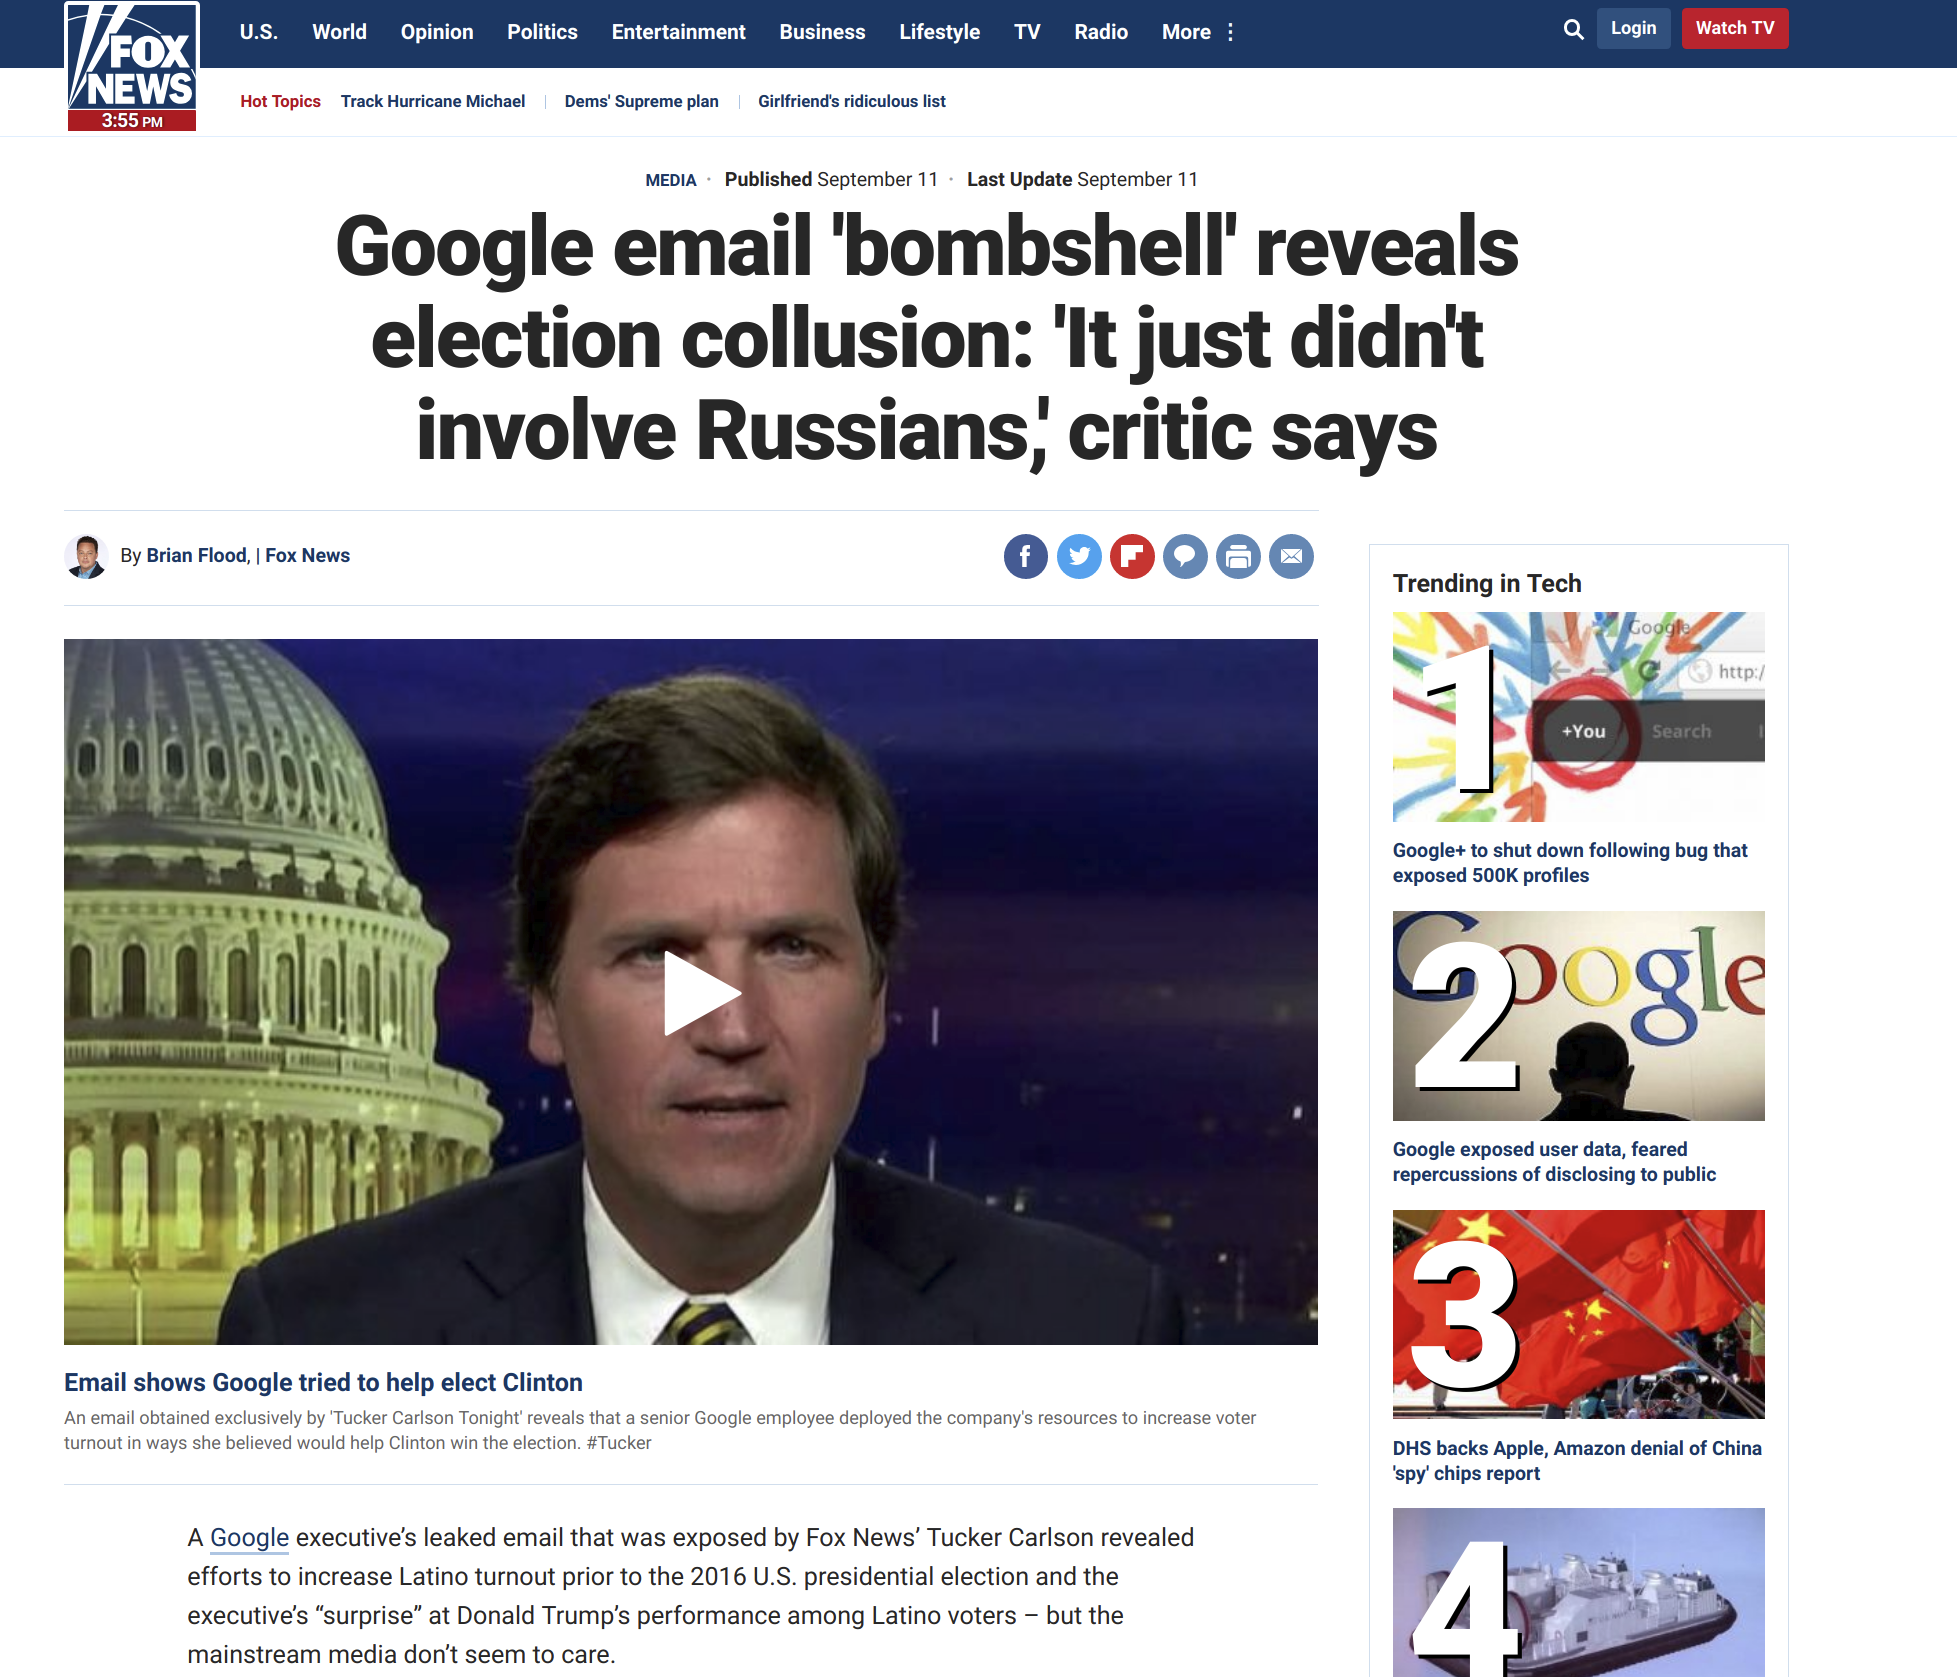 FOX
NEWS
3:55 PM
U.S. World Opinion Politics Entertainment Business Lifestyle TV Radio More Login Watch TV
Hot Topics Track Hurricane Michael Dems' Supreme plan Girlfriend's ridiculous list
MEDIA · Published September 11 · Last Update September 11
Google email 'bombshell' reveals
election collusion: 'It just didn't
involve Russians,' critic says
By Brian Flood, | Fox News
Email shows Google tried to help elect Clinton
An email obtained exclusively by 'Tucker Carlson Tonight' reveals that a senior Google employee deployed the company's resources to increase voter
turnout in ways she believed would help Clinton win the election. #Tucker
A Google executive’s leaked email that was exposed by Fox News’ Tucker Carlson revealed
efforts to increase Latino turnout prior to the 2016 U.S. presidential election and the
executive’s “surprise” at Donald Trump’s performance among Latino voters – but the
mainstream media don’t seem to care.
Trending in Tech
1
Google
http:/
+You Search
Google+ to shut down following bug that
exposed 500K profiles
2
Google
Google exposed user data, feared
repercussions of disclosing to public
3
DHS backs Apple, Amazon denial of China
'spy' chips report
4